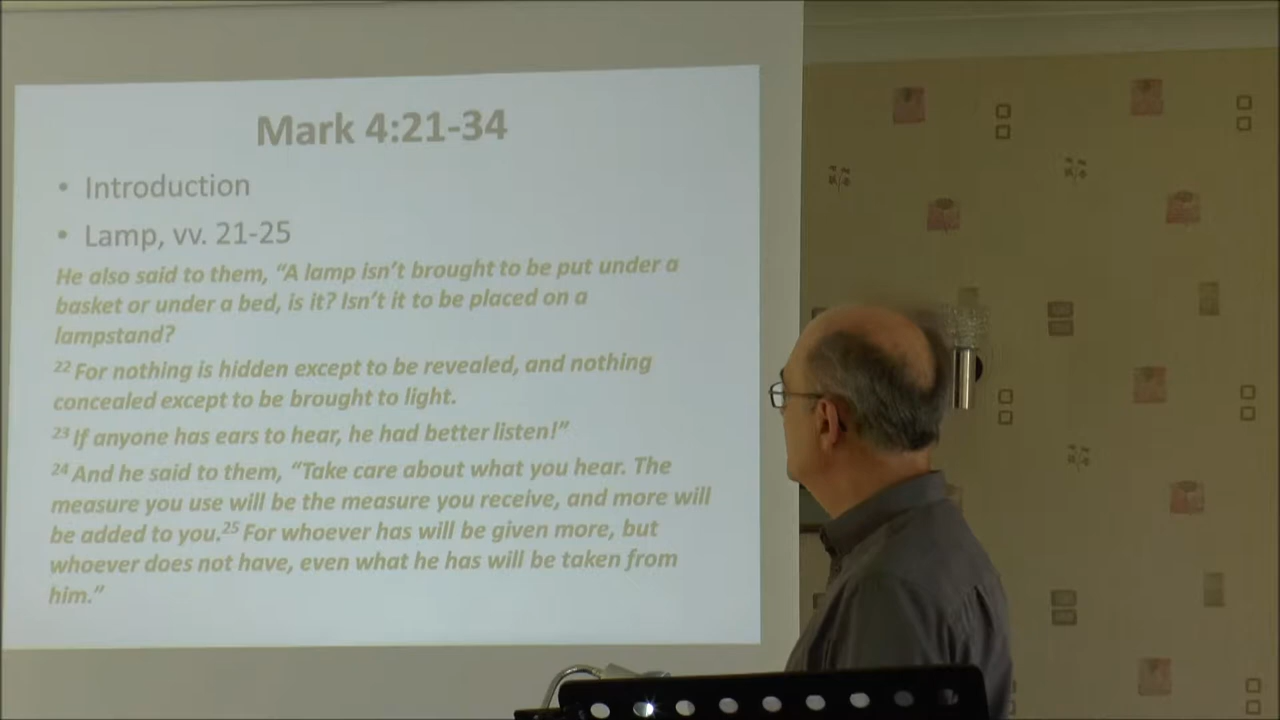 Mark 4:21-34
• Introduction
• Lamp, vv. 21-25
He also said to them, “A lamp isn’t brought to be put under a
basket or under a bed, is it? Isn’t it to be placed on a
lampstand?
22 For nothing is hidden except to be revealed, and nothing
concealed except to be brought to light.
23 If anyone has ears to hear, he had better listen!”
24 And he said to them, “Take care about what you hear. The
measure you use will be the measure you receive, and more will
be added to you.25 For whoever has will be given more, but
whoever does not have, even what he has will be taken from
him.”